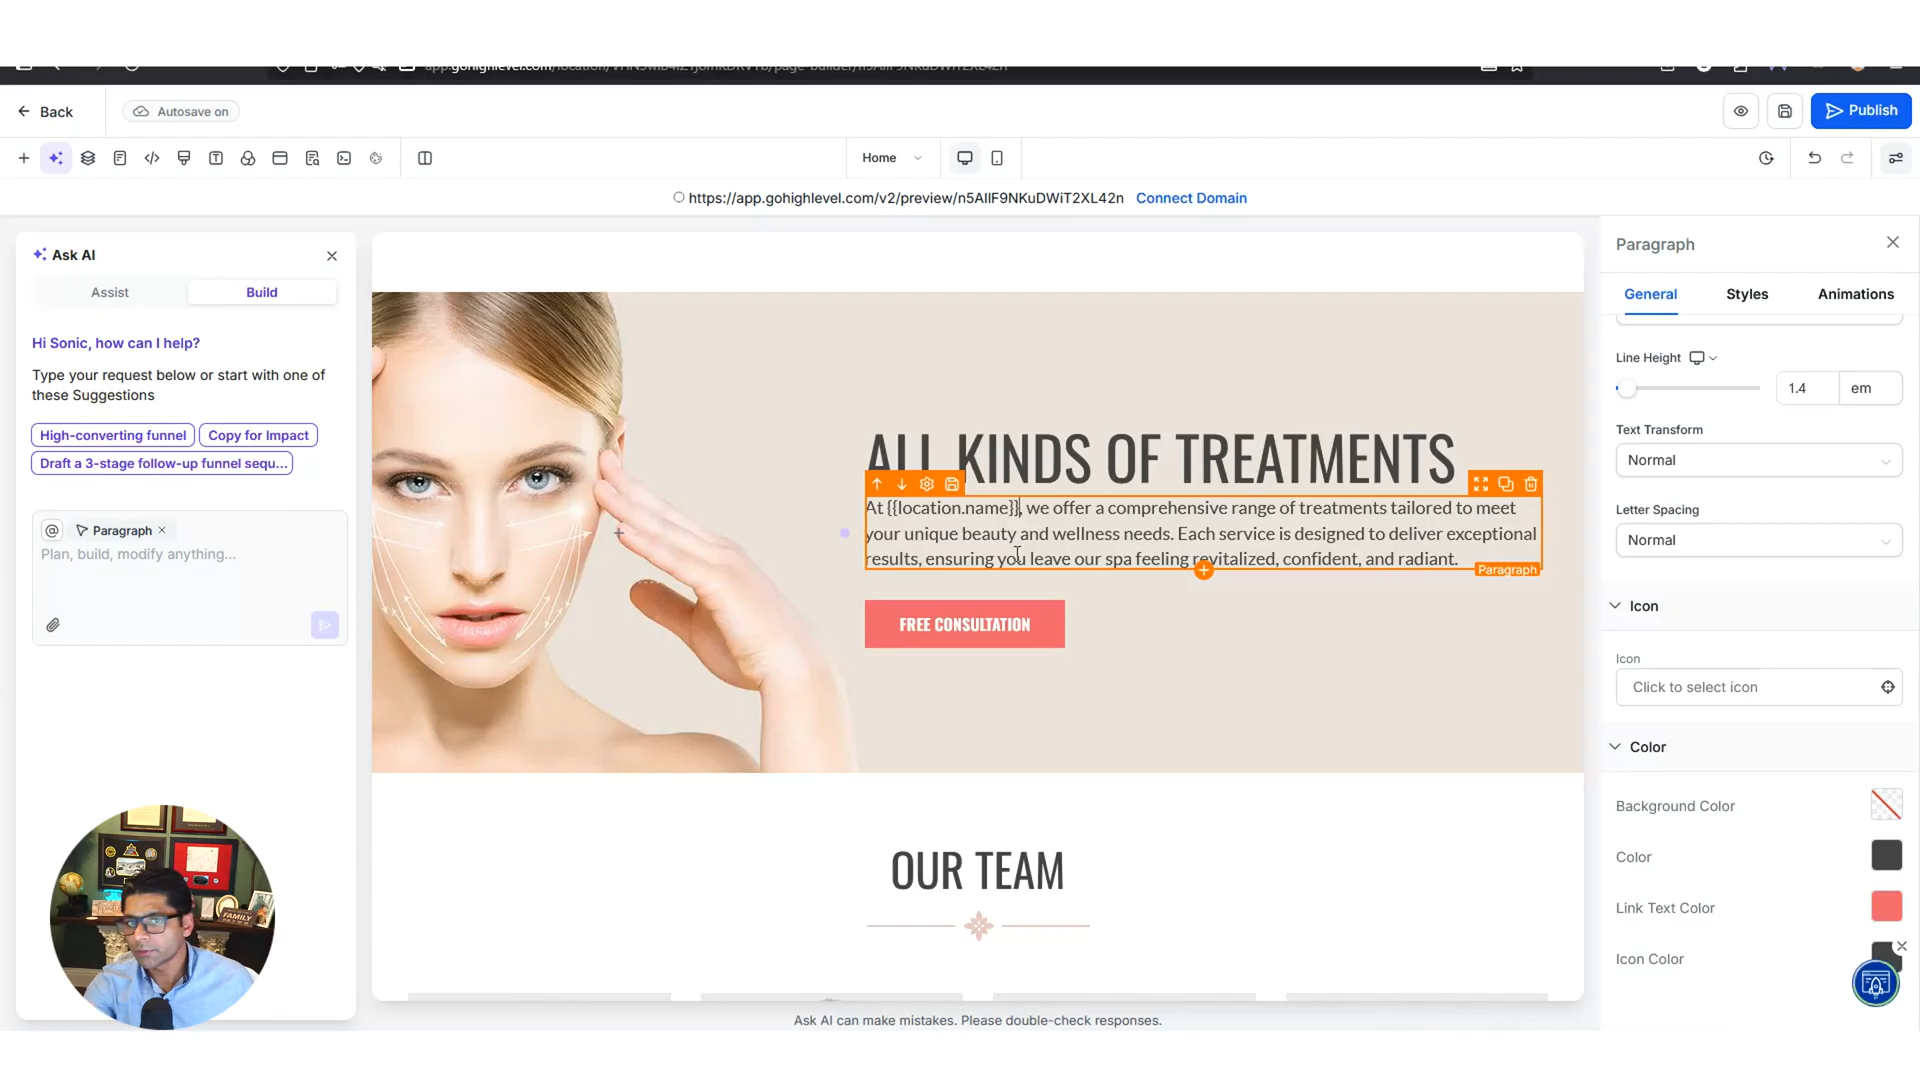 Back
Autosave on
Publish
Home
https://app.gohighlevel.com/v2/preview/n5AIlF9NKuDWiT2XL42n Connect Domain
Ask AI
Assist
Build
Hi Sonic, how can I help?
Type your request below or start with one of
these Suggestions
High-converting funnel
Copy for Impact
Draft a 3-stage follow-up funnel sequ...
@ Paragraph
Plan, build, modify anything...
ALL KINDS OF TREATMENTS
At {{location.name}}, we offer a comprehensive range of treatments tailored to meet
your unique beauty and wellness needs. Each service is designed to deliver exceptional
results, ensuring you leave our spa feeling revitalized, confident, and radiant.
Paragraph
FREE CONSULTATION
OUR TEAM
FAMILY
Ask AI can make mistakes. Please double-check responses.
Paragraph
General
Styles
Animations
Line Height
1.4
em
Text Transform
Normal
Letter Spacing
Normal
Icon
Icon
Click to select icon
Color
Background Color
Color
Link Text Color
Icon Color